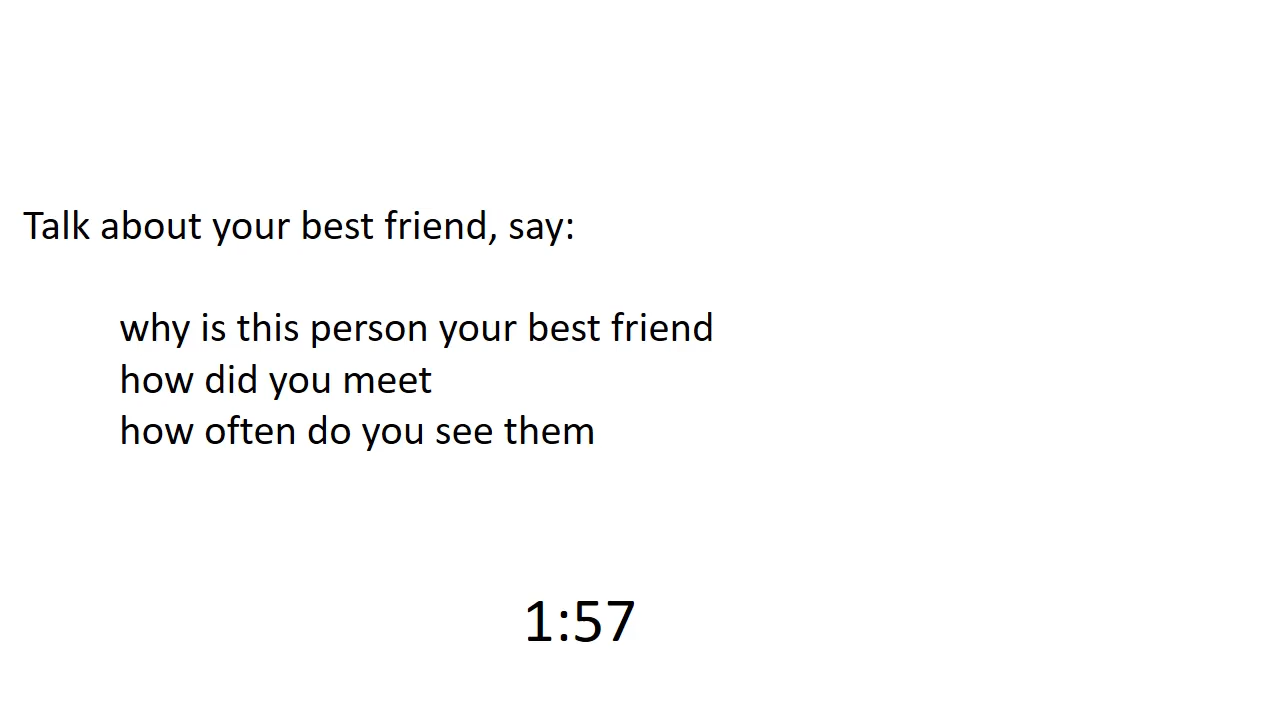 Talk about your best friend, say:
why is this person your best friend
how did you meet
how often do you see them
1:57